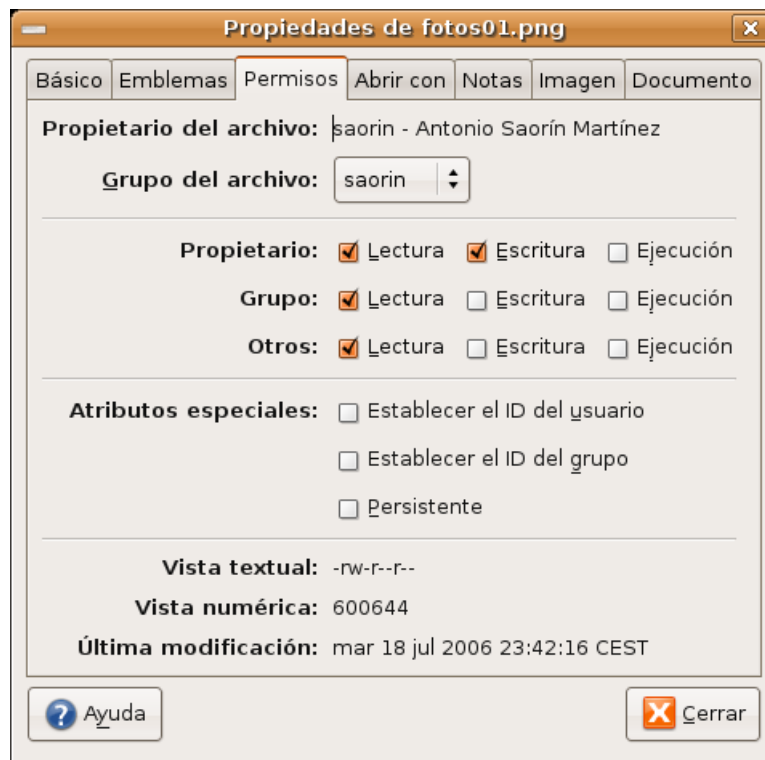 Propiedades de fotos01.png
Básico Emblemas Permisos Abrir con Notas Imagen Documento
Propietario del archivo: saorin - Antonio Saorín Martínez
Grupo del archivo: saorin
Propietario: Lectura Escritura Ejecución
Grupo: Lectura Escritura Ejecución
Otros: Lectura Escritura Ejecución
Atributos especiales: Establecer el ID del usuario
Establecer el ID del grupo
Persistente
Vista textual: -rw-r--r--
Vista numérica: 600644
Última modificación: mar 18 jul 2006 23:42:16 CEST
Ayuda Cerrar